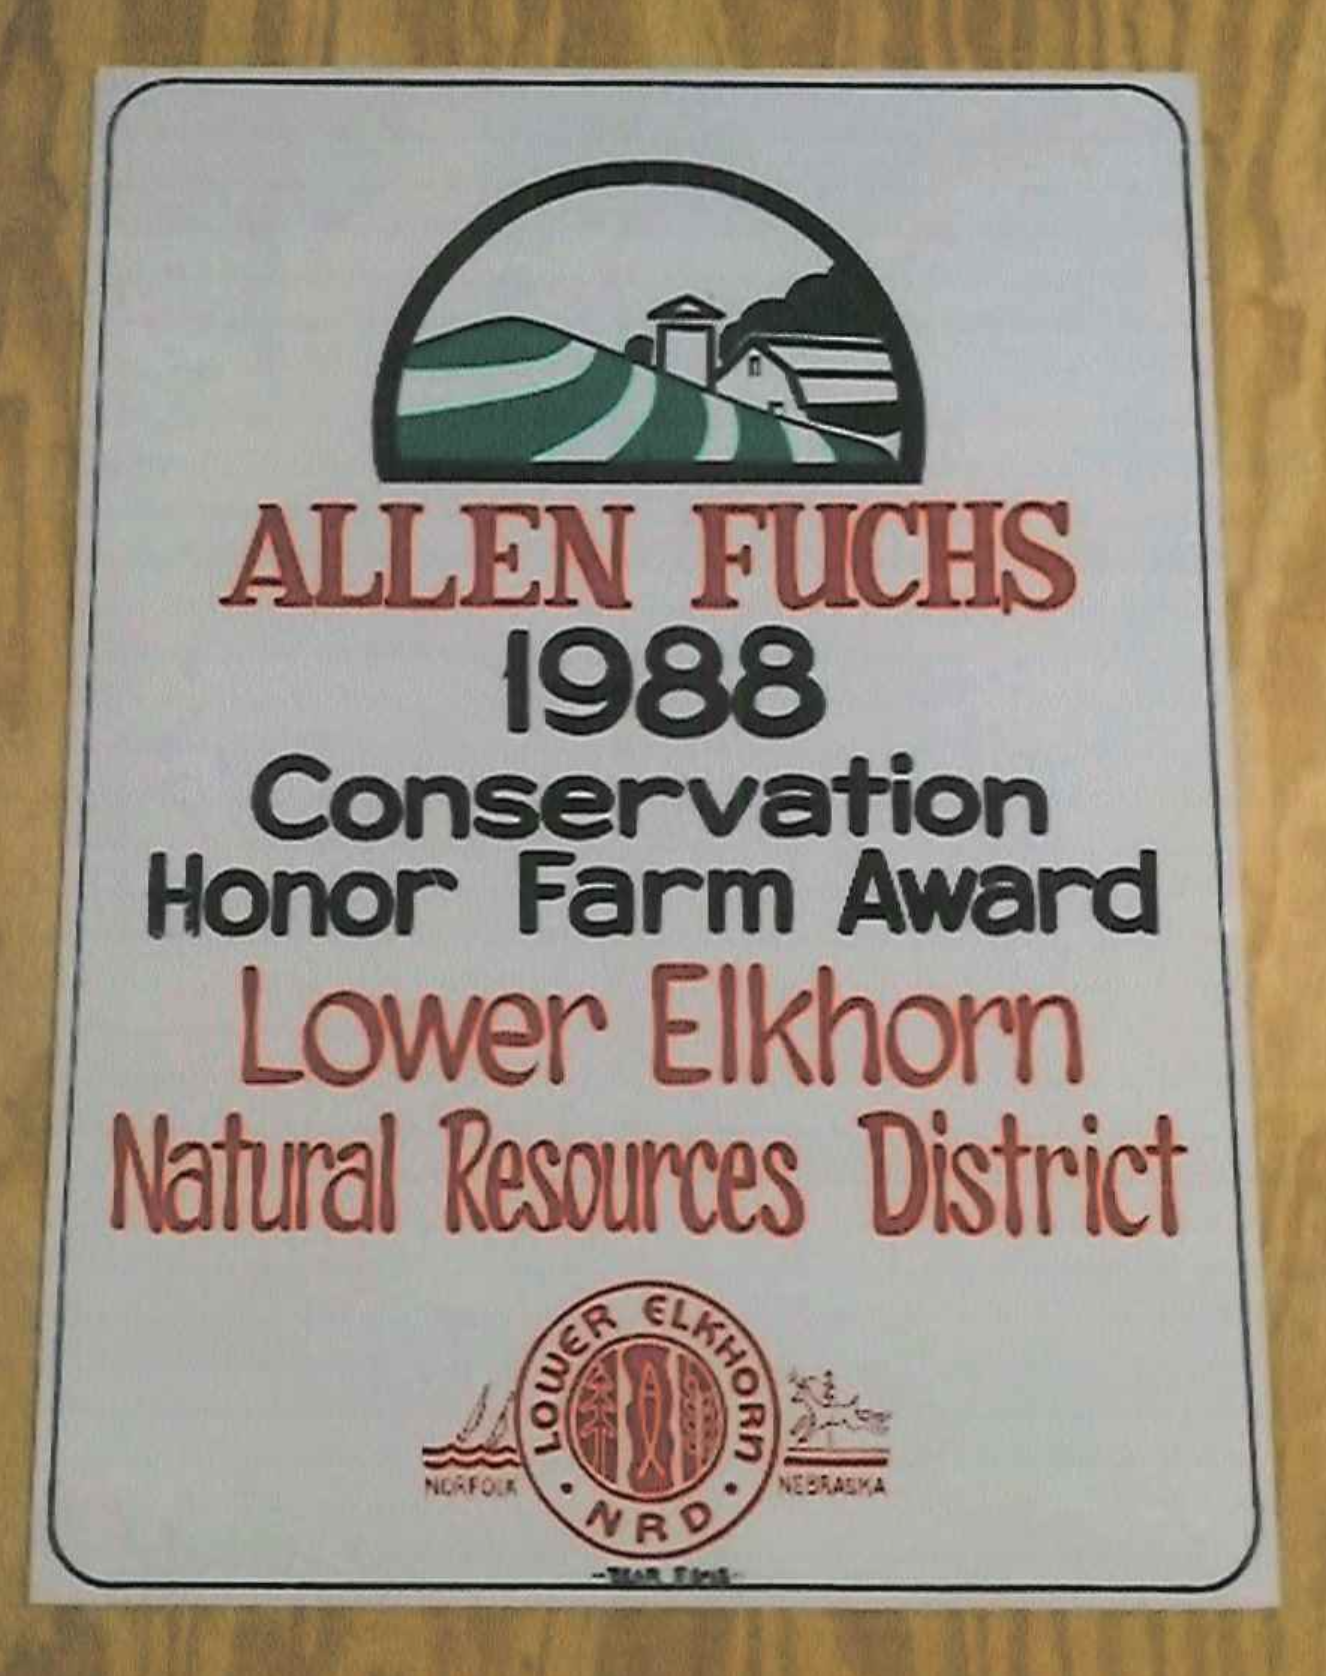 ALLEN FUCHS
1988
Conservation
Honor Farm Award
Lower Elkhorn
Natural Resources District
LOWER ELKHORN
NORFOLK
NEBRASKA
• NRD •